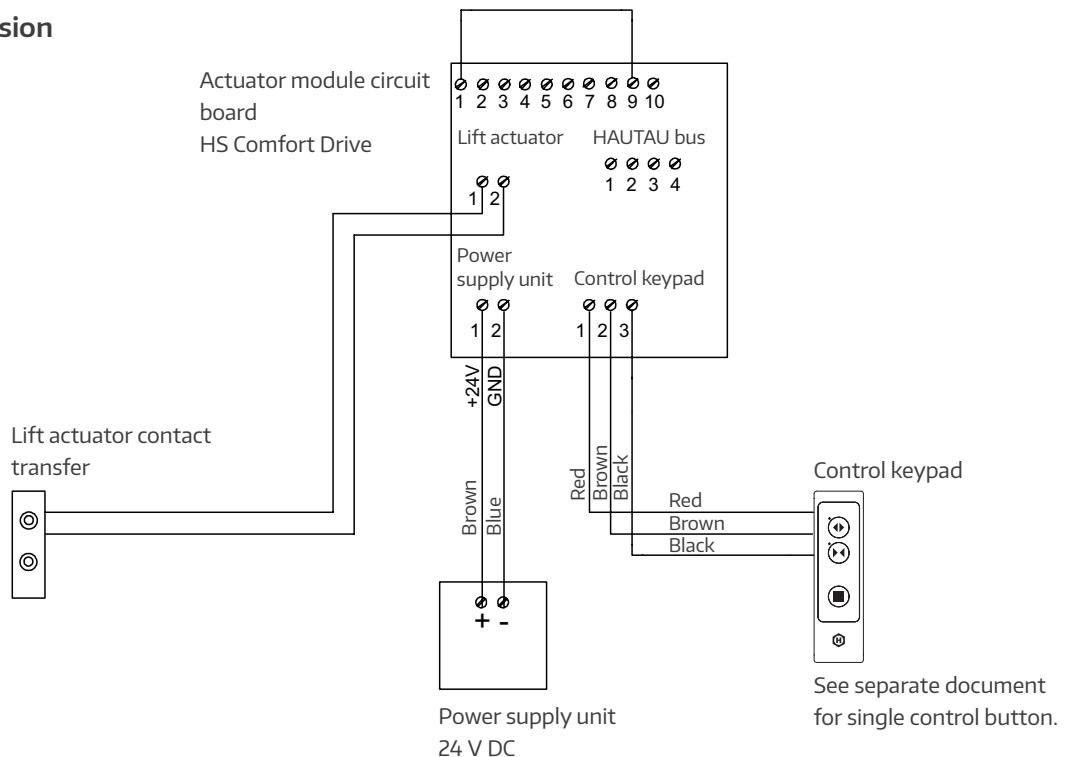 sion
Actuator module circuit
board
HS Comfort Drive
1 2 3 4 5 6 7 8 9 10
Lift actuator
HAUTAU bus
1 2 3 4
1 2
Power
supply unit
Control keypad
1 2
1 2 3
+24V
GND
Lift actuator contact
transfer
Brown
Blue
Red
Brown
Black
Red
Brown
Black
Control keypad
H
+ -
Power supply unit
24 V DC
See separate document
for single control button.